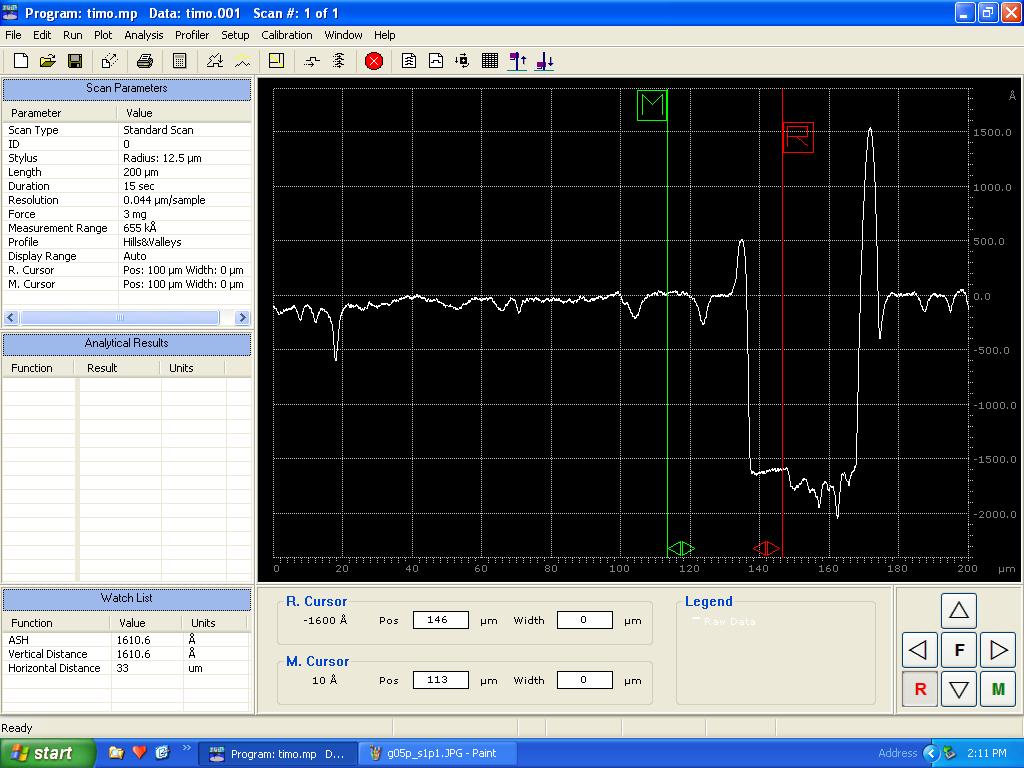 Program: timo.mp Data: timo.001 Scan #: 1 of 1
File Edit Run Plot Analysis Profiler Setup Calibration Window Help
Scan Parameters
Parameter Value
Scan Type Standard Scan
ID 0
Stylus Radius: 12.5 µm
Length 200 µm
Duration 15 sec
Resolution 0.044 µm/sample
Force 3 mg
Measurement Range 655 kÅ
Profile Hills&Valleys
Display Range Auto
R. Cursor Pos: 100 µm Width: 0 µm
M. Cursor Pos: 100 µm Width: 0 µm
Analytical Results
Function Result Units
Watch List
Function Value Units
ASH 1610.6 Å
Vertical Distance 1610.6 Å
Horizontal Distance 33 um
M
R
Å
1500.0
1000.0
500.0
0.0
-500.0
-1000.0
-1500.0
-2000.0
0 20 40 60 80 100 120 140 160 180 200 µm
R. Cursor
-1600 Å Pos 146 µm Width 0 µm
M. Cursor
10 Å Pos 113 µm Width 0 µm
Legend
Raw Data
F
R M
Ready
start Program: timo.mp D... g05p_s1p1.JPG - Paint Address 2:11 PM